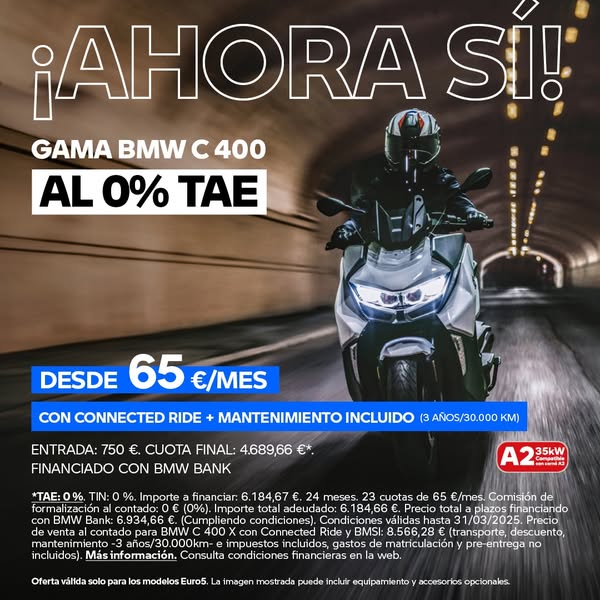 ¡AHORA SÍ!
GAMA BMW C 400
AL 0% TAE
DESDE 65 €/MES
CON CONNECTED RIDE + MANTENIMIENTO INCLUIDO (3 AÑOS/30.000 KM)
ENTRADA: 750 €. CUOTA FINAL: 4.689,66 €*.
FINANCIADO CON BMW BANK
A2 35kW
Compatible
con carné A2
*TAE: 0 %. TIN: 0 %. Importe a financiar: 6.184,67 €. 24 meses. 23 cuotas de 65 €/mes. Comisión de
formalización al contado: 0 € (0%). Importe total adeudado: 6.184,66 €. Precio total a plazos financiando
con BMW Bank: 6.934,66 €. (Cumpliendo condiciones). Condiciones válidas hasta 31/03/2025. Precio
de venta al contado para BMW C 400 X con Connected Ride y BMSI: 8.566,28 € (transporte, descuento,
mantenimiento -3 años/30.000km- e impuestos incluidos, gastos de matriculación y pre-entrega no
incluidos). Más información. Consulta condiciones financieras en la web.
Oferta válida solo para los modelos Euro5. La imagen mostrada puede incluir equipamiento y accesorios opcionales.